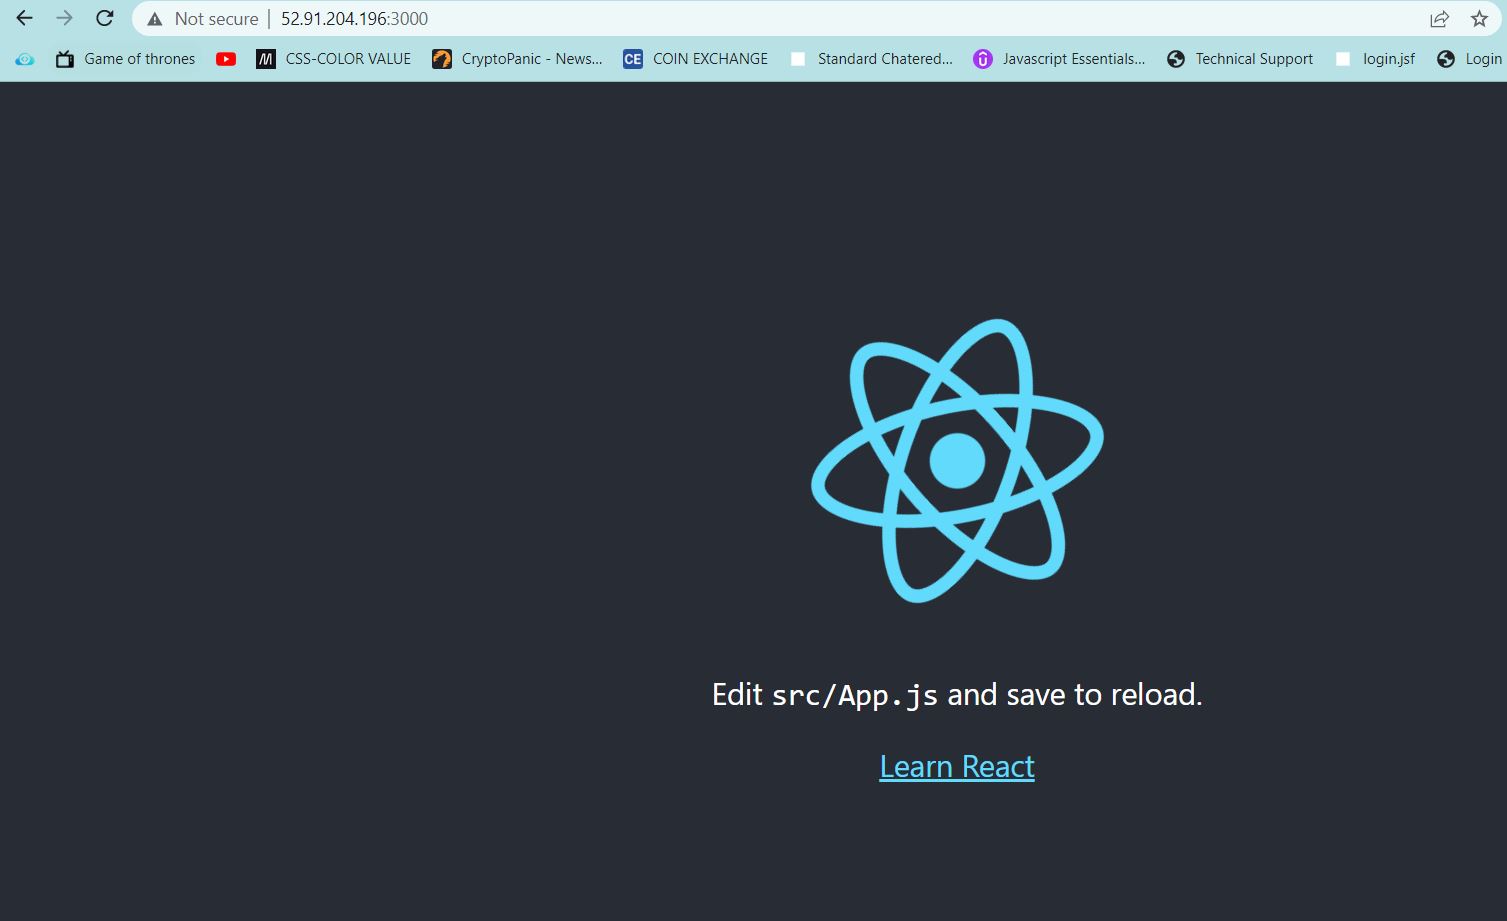 Not secure | 52.91.204.196:3000
Game of thrones M CSS-COLOR VALUE CryptoPanic - News... CE COIN EXCHANGE Standard Chatered... Javascript Essentials... Technical Support login.jsf Login
Edit src/App.js and save to reload.
Learn React